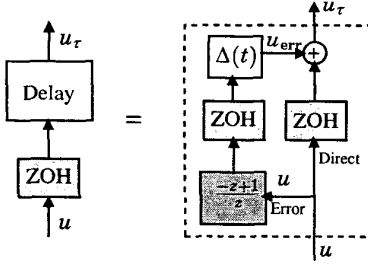 u_τ
u_τ
Δ(t) u_err +
Delay
=
ZOH ZOH
ZOH
Direct
-z+1
z
u
Error
u
u